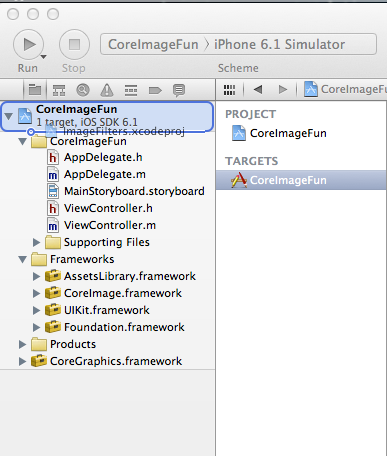 CoreImageFun 〉 iPhone 6.1 Simulator
Run
Stop
Scheme
CoreImageFun
CoreImageFun
1 target, iOS SDK 6.1
ImageFilters.xcodeproj
CoreImageFun
AppDelegate.h
AppDelegate.m
MainStoryboard.storyboard
ViewController.h
ViewController.m
Supporting Files
Frameworks
AssetsLibrary.framework
CoreImage.framework
UIKit.framework
Foundation.framework
Products
CoreGraphics.framework
PROJECT
CoreImageFun
TARGETS
CoreImageFun